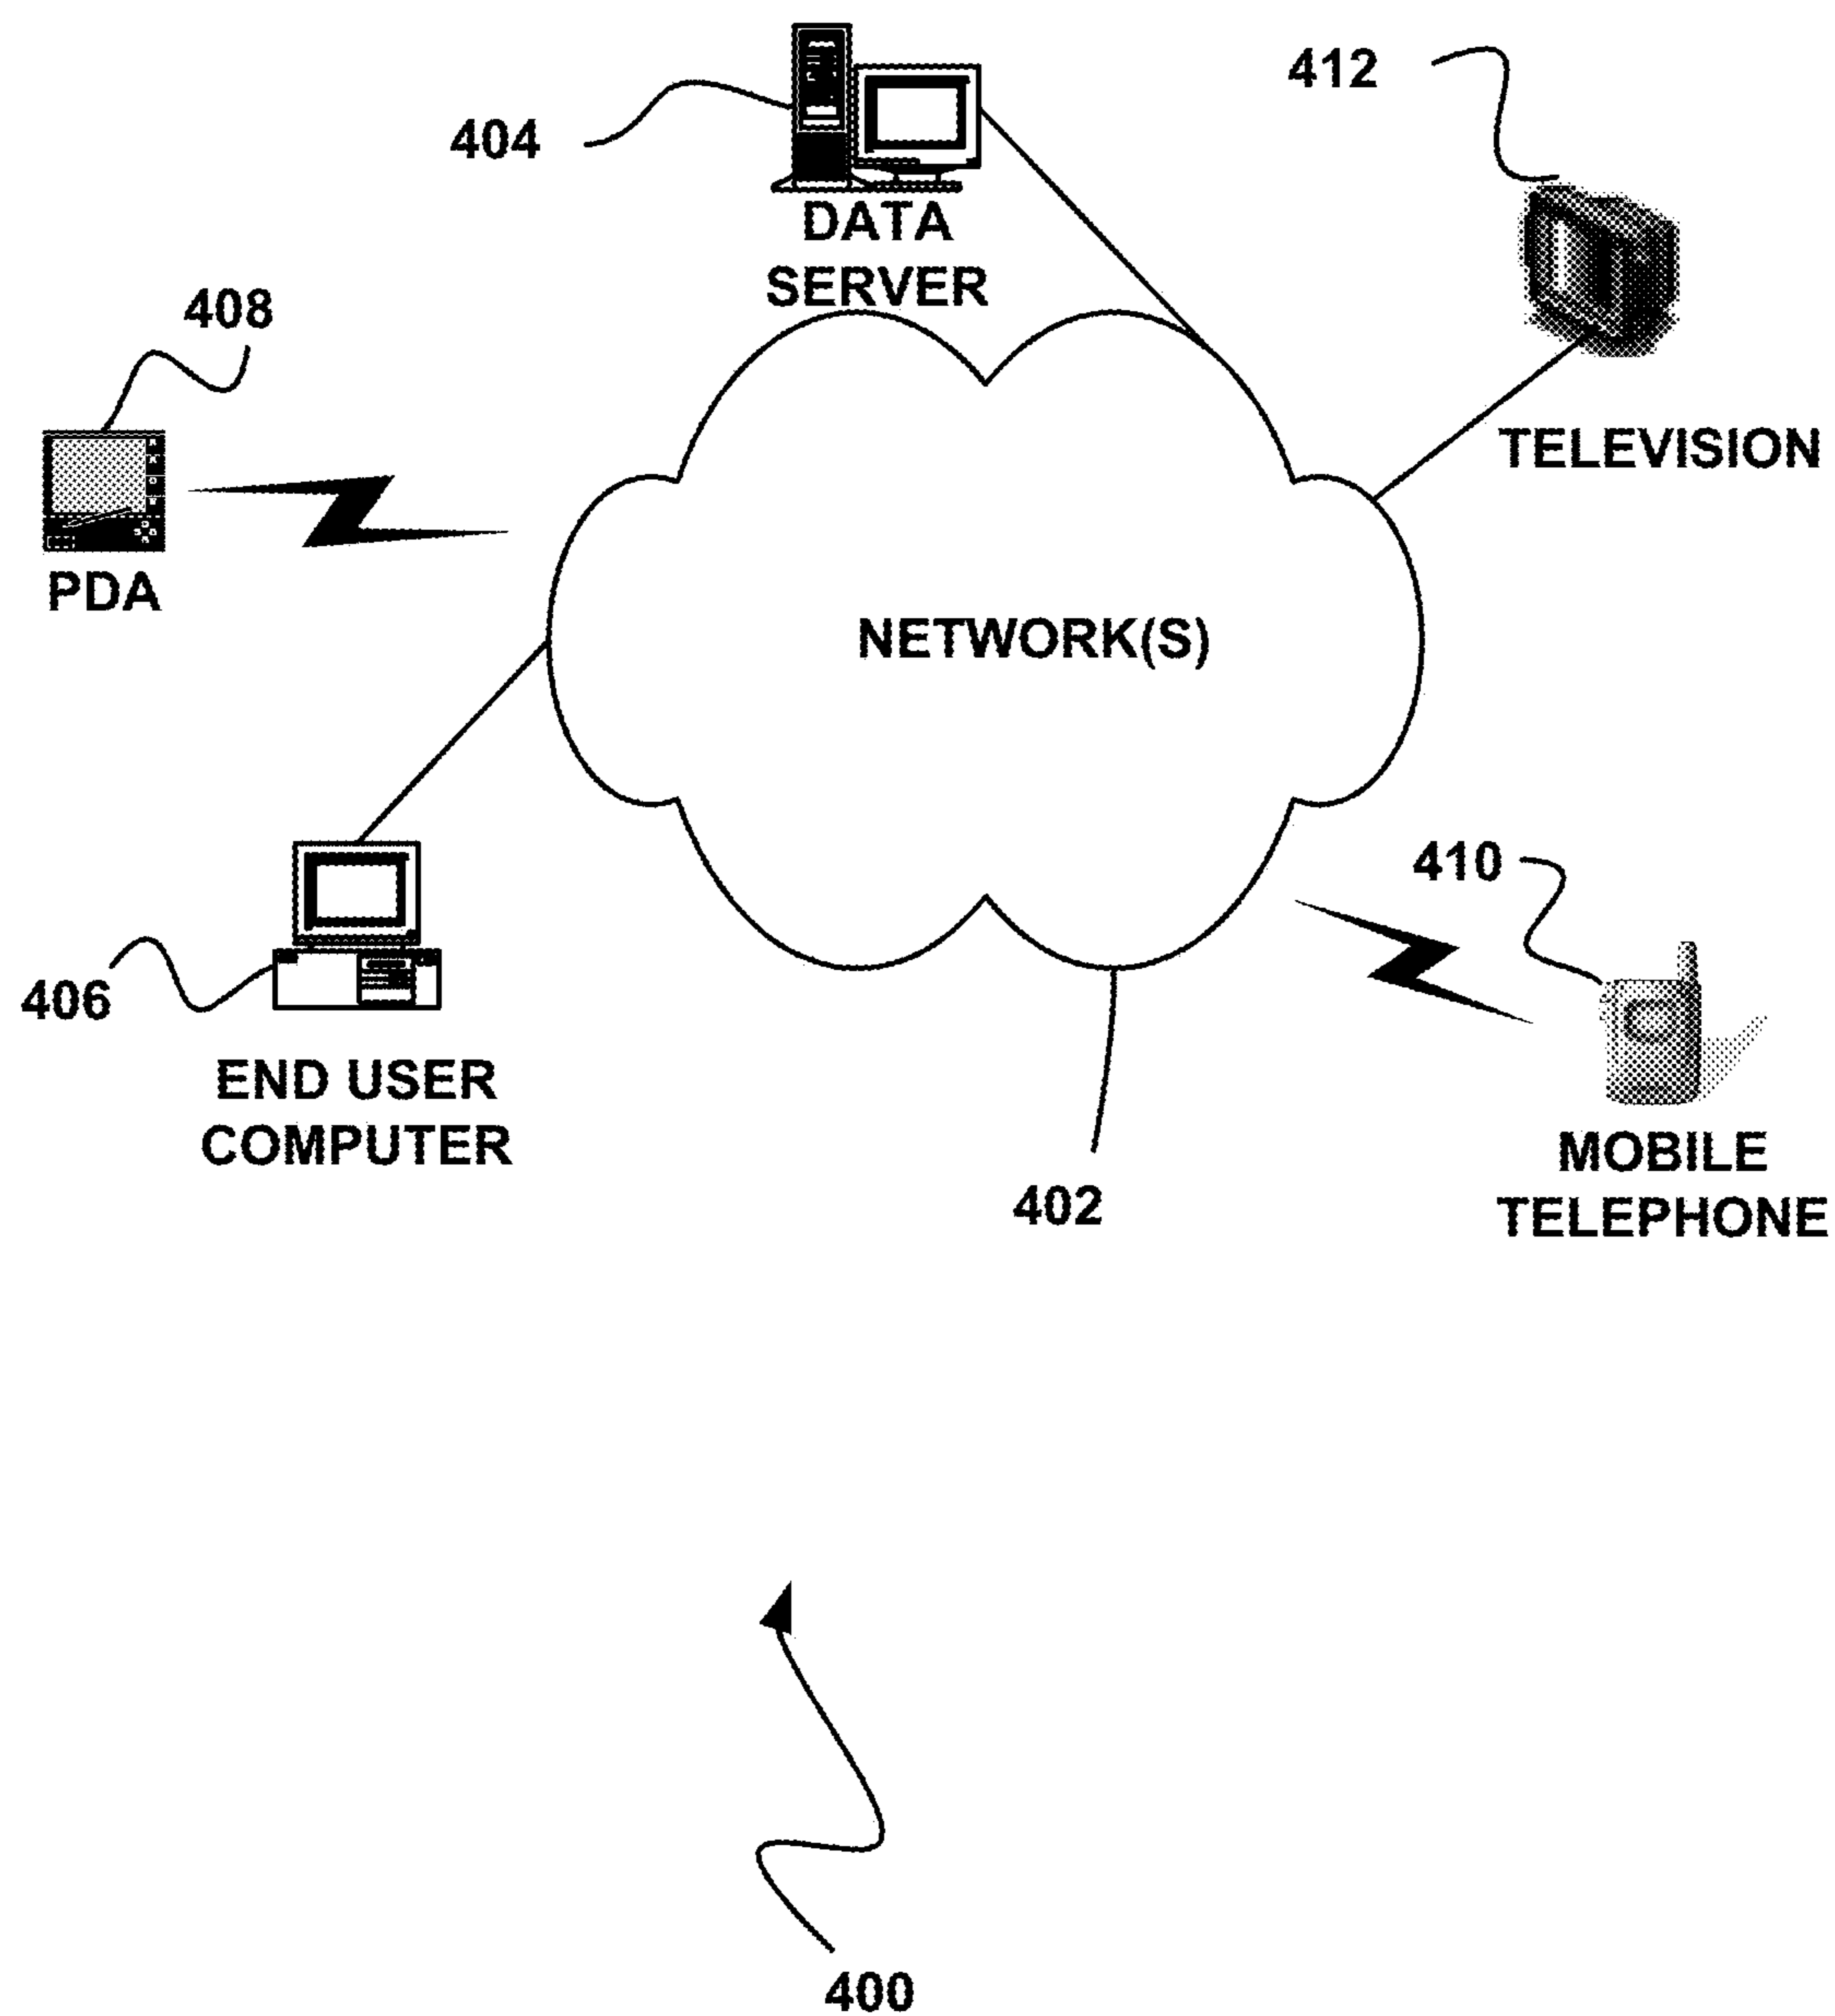 412
404
DATA
SERVER
408
TELEVISION
PDA
NETWORK(S)
410
406
END USER
COMPUTER
MOBILE
TELEPHONE
402
400